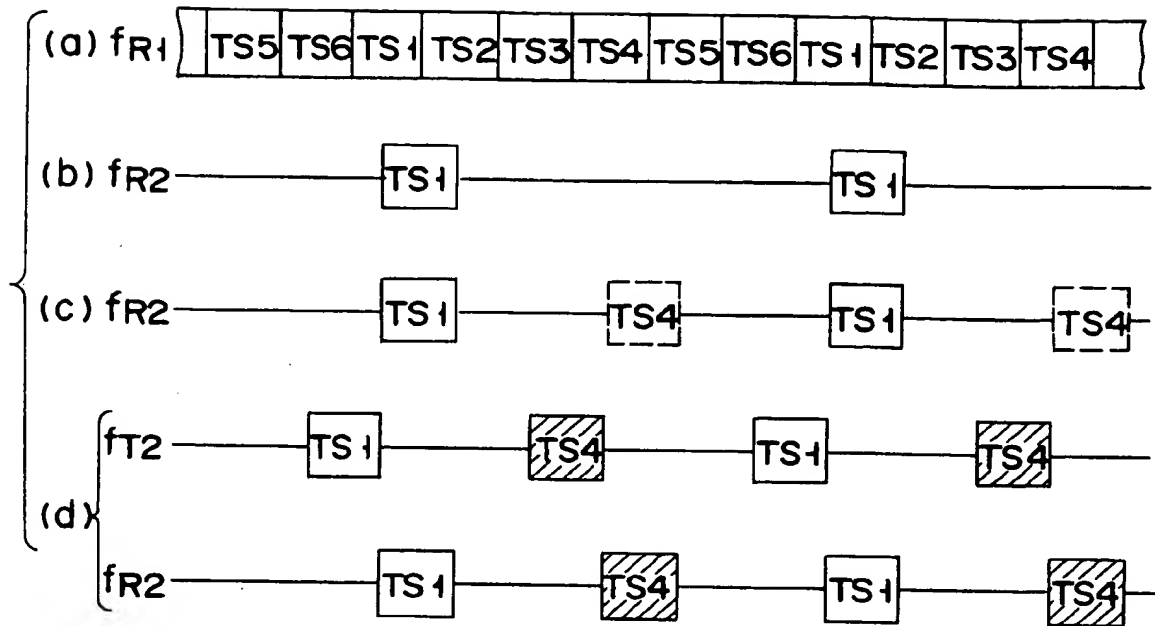 (a) fR1 TS5 TS6 TS1 TS2 TS3 TS4 TS5 TS6 TS1 TS2 TS3 TS4
(b) fR2 TS1 TS1
(c) fR2 TS1 TS4 TS1 TS4
fT2 TS1 TS4 TS1 TS4
(d)
fR2 TS1 TS4 TS1 TS4